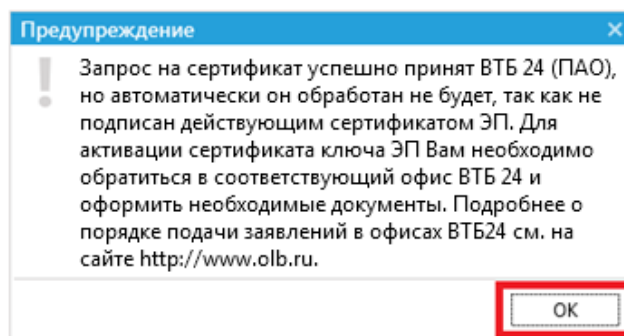 Предупреждение
Запрос на сертификат успешно принят ВТБ 24 (ПАО),
но автоматически он обработан не будет, так как не
подписан действующим сертификатом ЭП. Для
активации сертификата ключа ЭП Вам необходимо
обратиться в соответствующий офис ВТБ 24 и
оформить необходимые документы. Подробнее о
порядке подачи заявлений в офисах ВТБ24 см. на
сайте http://www.olb.ru.
ОК